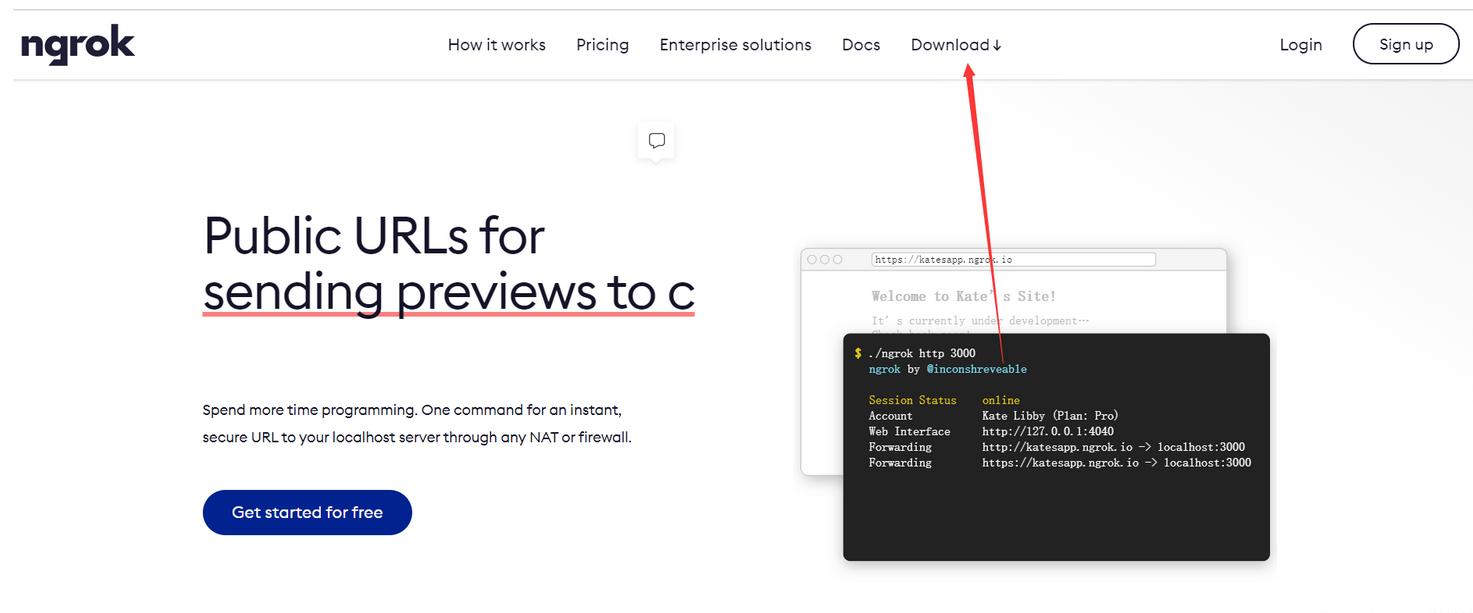 ngrok
How it works
Pricing
Enterprise solutions
Docs
Download↓
Login
Sign up
Public URLs for
sending previews to c
Spend more time programming. One command for an instant,
secure URL to your localhost server through any NAT or firewall.
Get started for free
https://katesapp.ngrok.io
Welcome to Kate's Site!
It's currently under development…
$ ./ngrok http 3000
ngrok by @inconshreveable
Session Status online
Account Kate Libby (Plan: Pro)
Web Interface http://127.0.0.1:4040
Forwarding http://katesapp.ngrok.io -> localhost:3000
Forwarding https://katesapp.ngrok.io -> localhost:3000